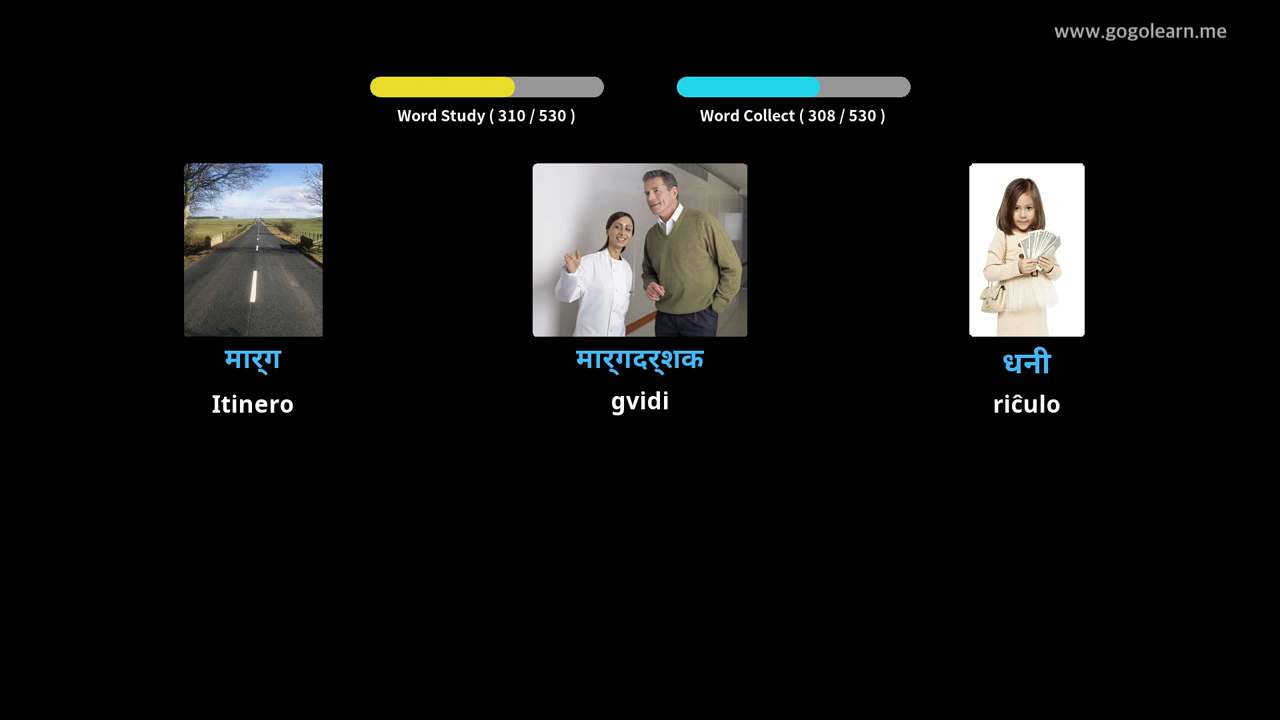 www.gogolearn.me
Word Study ( 310 / 530 )
Word Collect ( 308 / 530 )
मार्ग
मार्गदर्शक
धनी
Itinero
gvidi
riĉulo